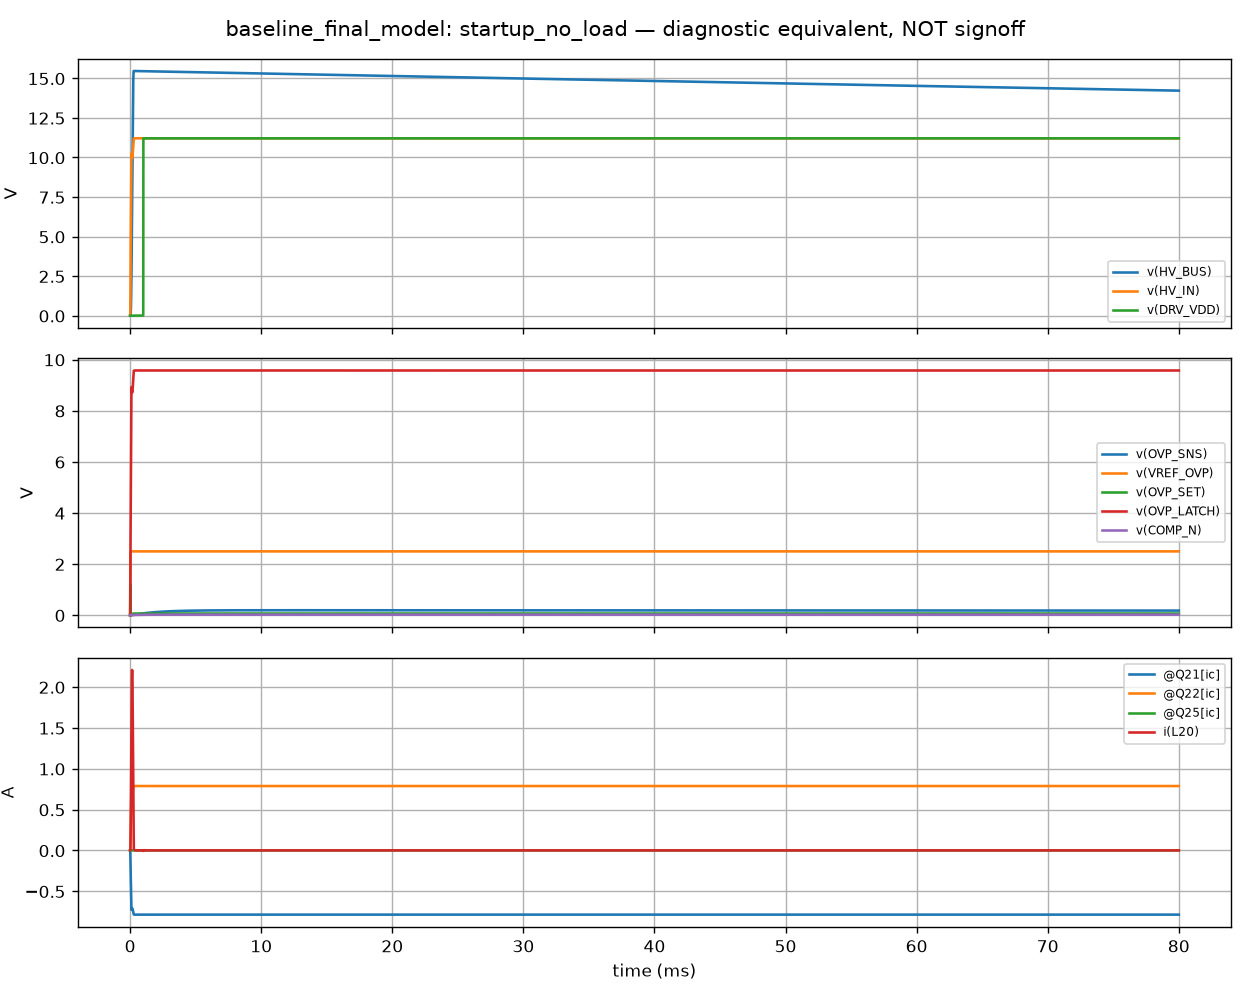 baseline_final_model: startup_no_load — diagnostic equivalent, NOT signoff
15.0
12.5
10.0
7.5
5.0
2.5
0.0
V
v(HV_BUS)
v(HV_IN)
v(DRV_VDD)
10
8
6
4
2
0
V
v(OVP_SNS)
v(VREF_OVP)
v(OVP_SET)
v(OVP_LATCH)
v(COMP_N)
2.0
1.5
1.0
0.5
0.0
−0.5
A
@Q21[ic]
@Q22[ic]
@Q25[ic]
i(L20)
0 10 20 30 40 50 60 70 80
time (ms)